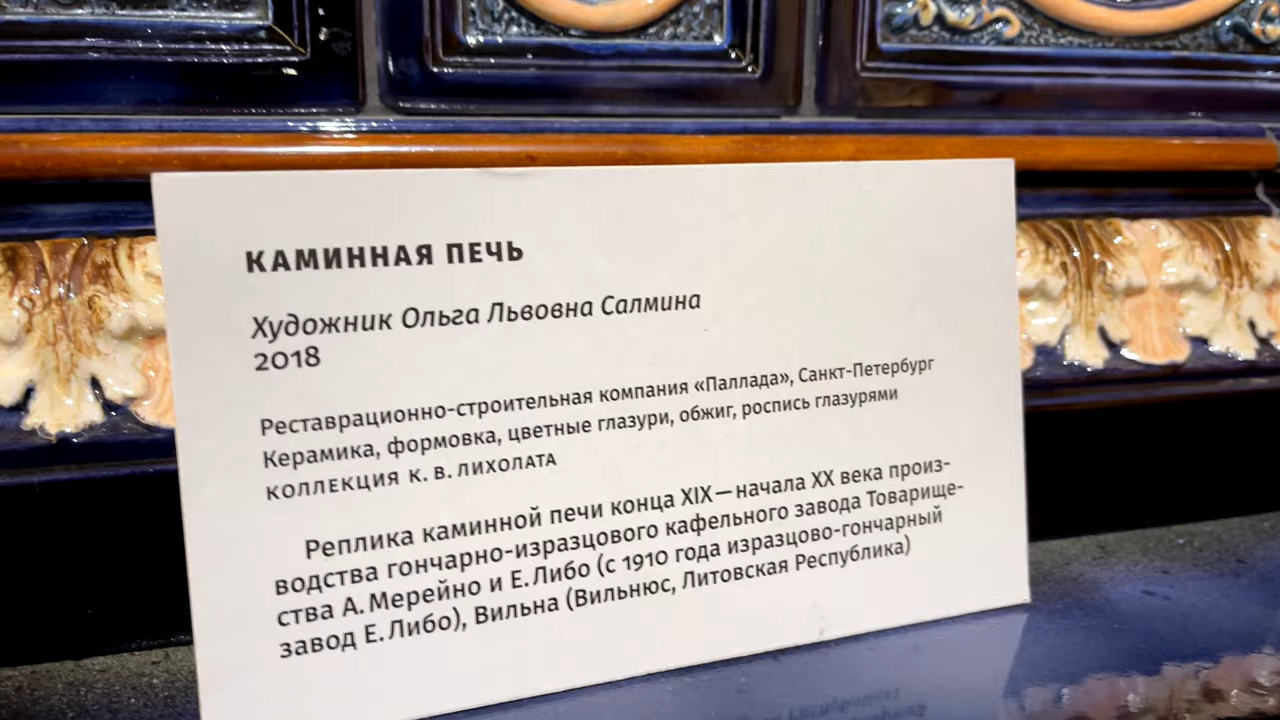 КАМИННАЯ ПЕЧЬ
Художник Ольга Львовна Салмина
2018
Реставрационно-строительная компания «Паллада», Санкт-Петербург
Керамика, формовка, цветные глазури, обжиг, роспись глазурями
КОЛЛЕКЦИЯ К. В. ЛИХОЛАТА
Реплика каминной печи конца XIX — начала XX века произ-
водства гончарно-изразцового кафельного завода Товарище-
ства А. Мерейно и Е. Либо (с 1910 года изразцово-гончарный
завод Е. Либо), Вильна (Вильнюс, Литовская Республика)